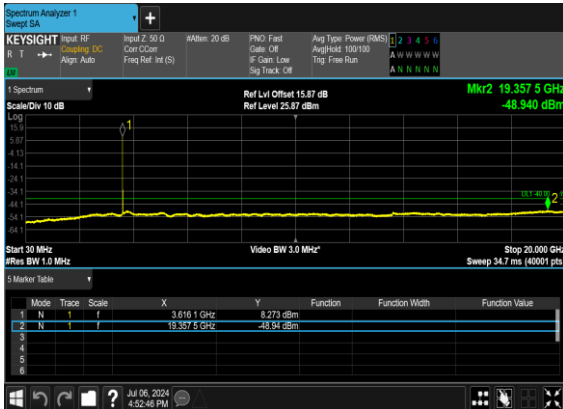 Spectrum Analyzer 1
Swept SA
KEYSIGHT Input: RF Input Z: 50 Ω #Atten: 20 dB PNO: Fast Avg Type: Power (RMS) 1 2 3 4 5 6
R T Coupling: DC Corr CCorr Gate: Off Avg|Hold: 100/100 A W W W W W
Align: Auto Freq Ref: Int (S) IF Gain: Low Trig: Free Run
Sig Track: Off A N N N N N
1 Spectrum Ref Lvl Offset 15.87 dB Mkr2 19.357 5 GHz
Scale/Div 10 dB Ref Level 25.87 dBm -48.940 dBm
Log
15.9
5.87
-4.13
-14.1
-24.1
-34.1
-44.1
-54.1
-64.1
1
2
Start 30 MHz Video BW 3.0 MHz* Stop 20.000 GHz
#Res BW 1.0 MHz Sweep 34.7 ms (40001 pts)
5 Marker Table
Mode Trace Scale X Y Function Function Width Function Value
1 N 1 f 3.616 1 GHz 8.273 dBm
2 N 1 f 19.357 5 GHz -48.94 dBm
3
4
5
6
? Jul 06, 2024
4:52:46 PM